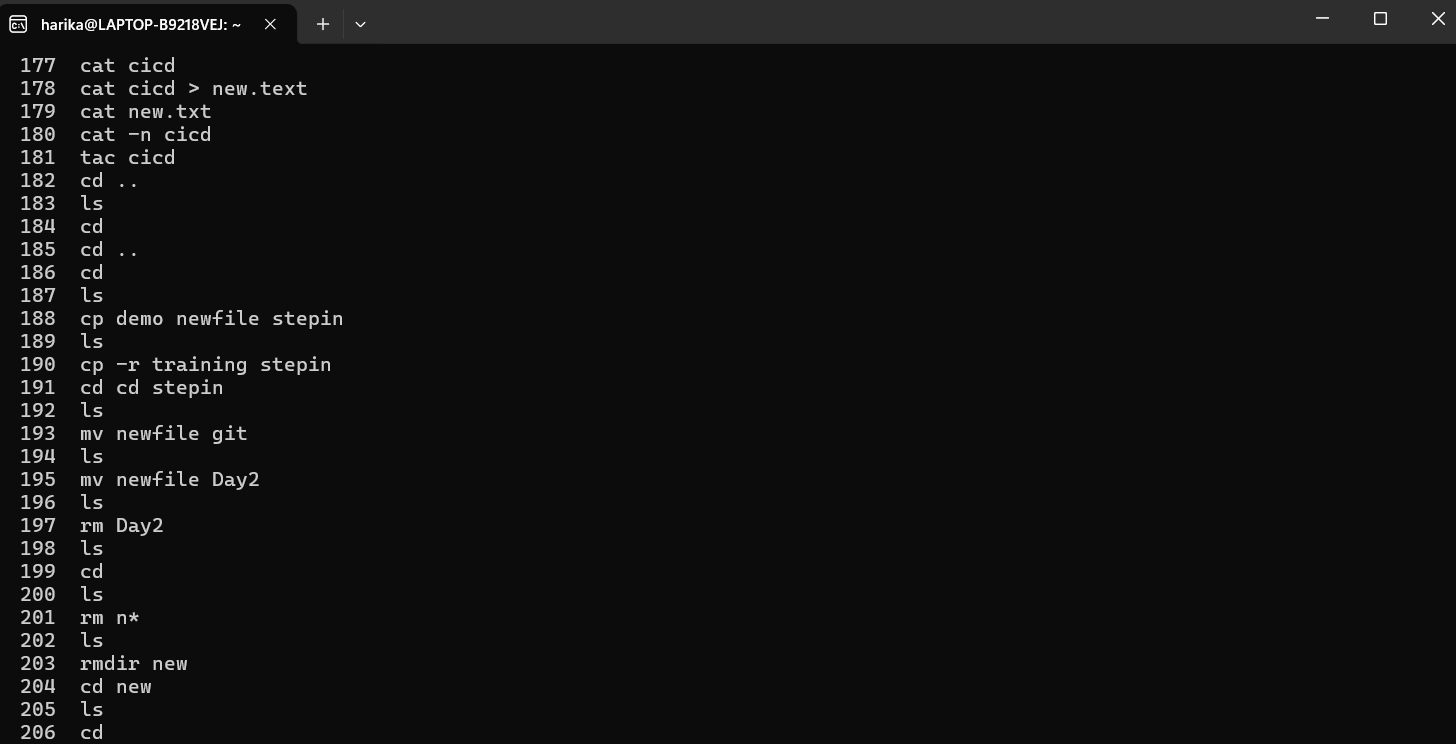 harika@LAPTOP-B9218VEJ: ~
177 cat cicd
178 cat cicd > new.text
179 cat new.txt
180 cat -n cicd
181 tac cicd
182 cd ..
183 ls
184 cd
185 cd ..
186 cd
187 ls
188 cp demo newfile stepin
189 ls
190 cp -r training stepin
191 cd cd stepin
192 ls
193 mv newfile git
194 ls
195 mv newfile Day2
196 ls
197 rm Day2
198 ls
199 cd
200 ls
201 rm n*
202 ls
203 rmdir new
204 cd new
205 ls
206 cd